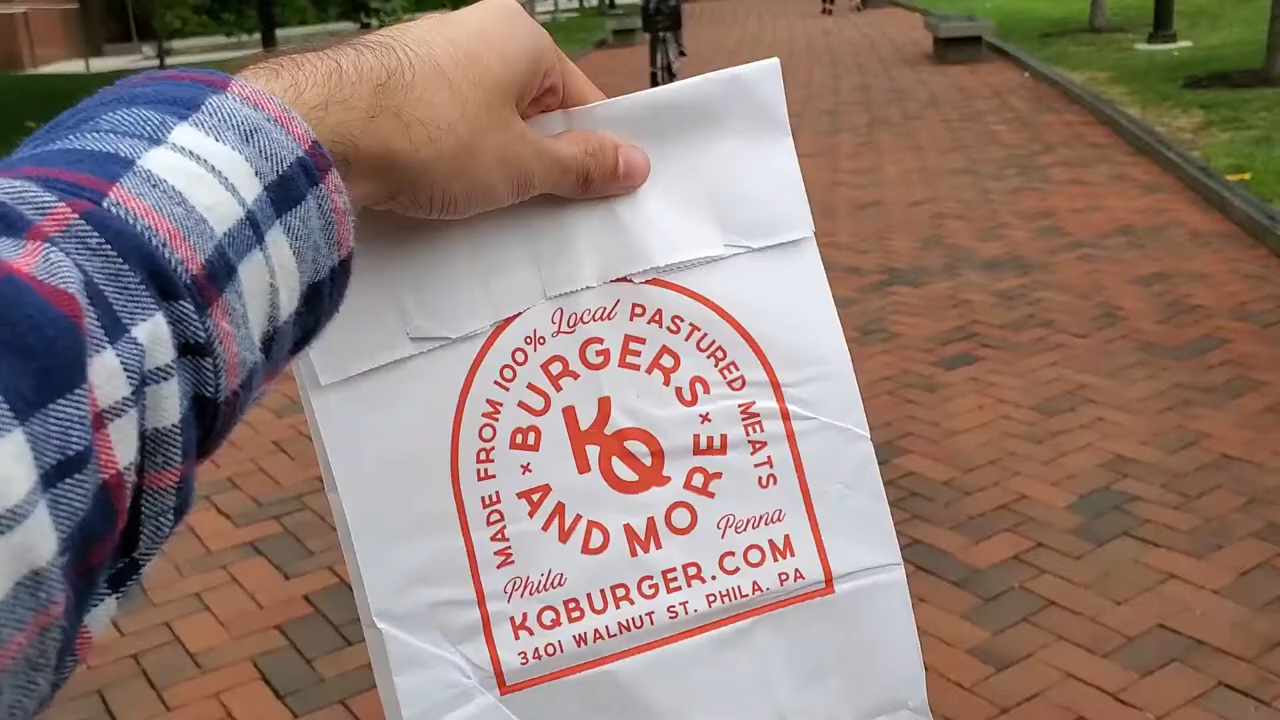 MADE FROM 100% Local PASTURED MEATS
× BURGERS ×
KQ
AND MORE
Phila Penna
KQBURGER.COM
3401 WALNUT ST. PHILA. PA